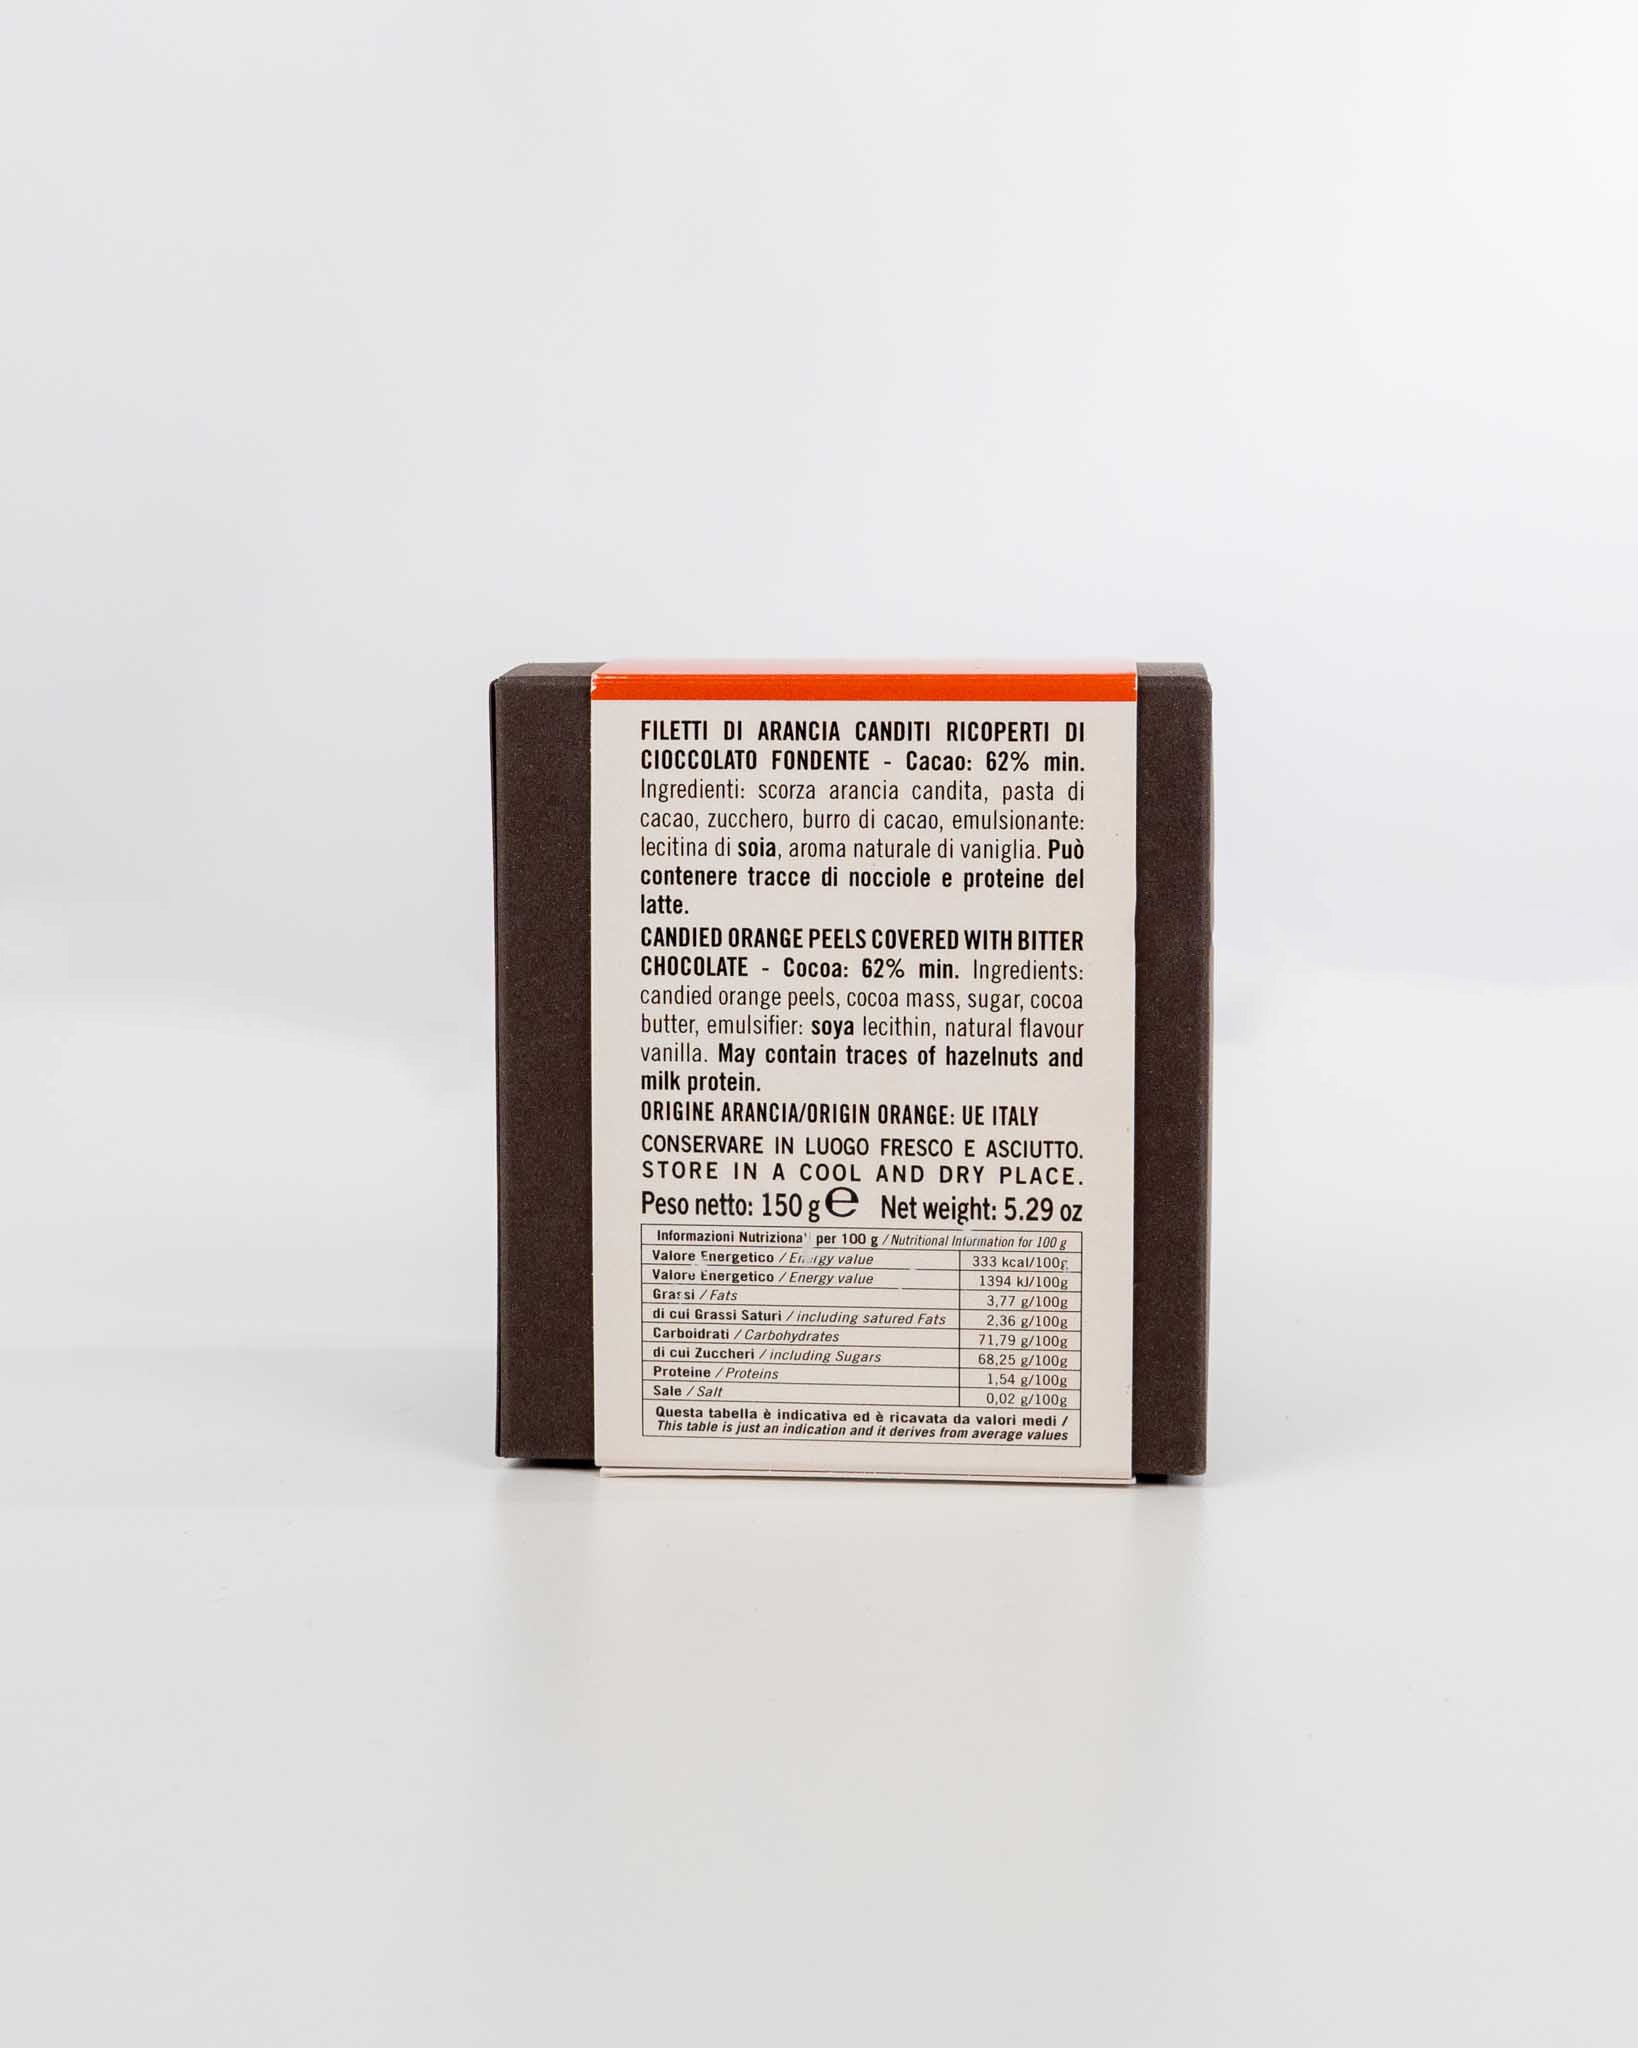 FILETTI DI ARANCIA CANDITI RICOPERTI DI
CIOCCOLATO FONDENTE - Cacao: 62% min.
Ingredienti: scorza arancia candita, pasta di
cacao, zucchero, burro di cacao, emulsionante:
lecitina di soia, aroma naturale di vaniglia. Può
contenere tracce di nocciole e proteine del
latte.
CANDIED ORANGE PEELS COVERED WITH BITTER
CHOCOLATE - Cocoa: 62% min. Ingredients:
candied orange peels, cocoa mass, sugar, cocoa
butter, emulsifier: soya lecithin, natural flavour
vanilla. May contain traces of hazelnuts and
milk protein.
ORIGINE ARANCIA/ORIGIN ORANGE: UE ITALY
CONSERVARE IN LUOGO FRESCO E ASCIUTTO.
STORE IN A COOL AND DRY PLACE.
Peso netto: 150 g ℮ Net weight: 5.29 oz
Informazioni Nutrizionali per 100 g / Nutritional Information for 100 g
Valore Energetico / Energy value 333 kcal/100g
Valore Energetico / Energy value 1394 kJ/100g
Grassi / Fats 3,77 g/100g
di cui Grassi Saturi / including satured Fats 2,36 g/100g
Carboidrati / Carbohydrates 71,79 g/100g
di cui Zuccheri / including Sugars 68,25 g/100g
Proteine / Proteins 1,54 g/100g
Sale / Salt 0,02 g/100g
Questa tabella è indicativa ed è ricavata da valori medi /
This table is just an indication and it derives from average values